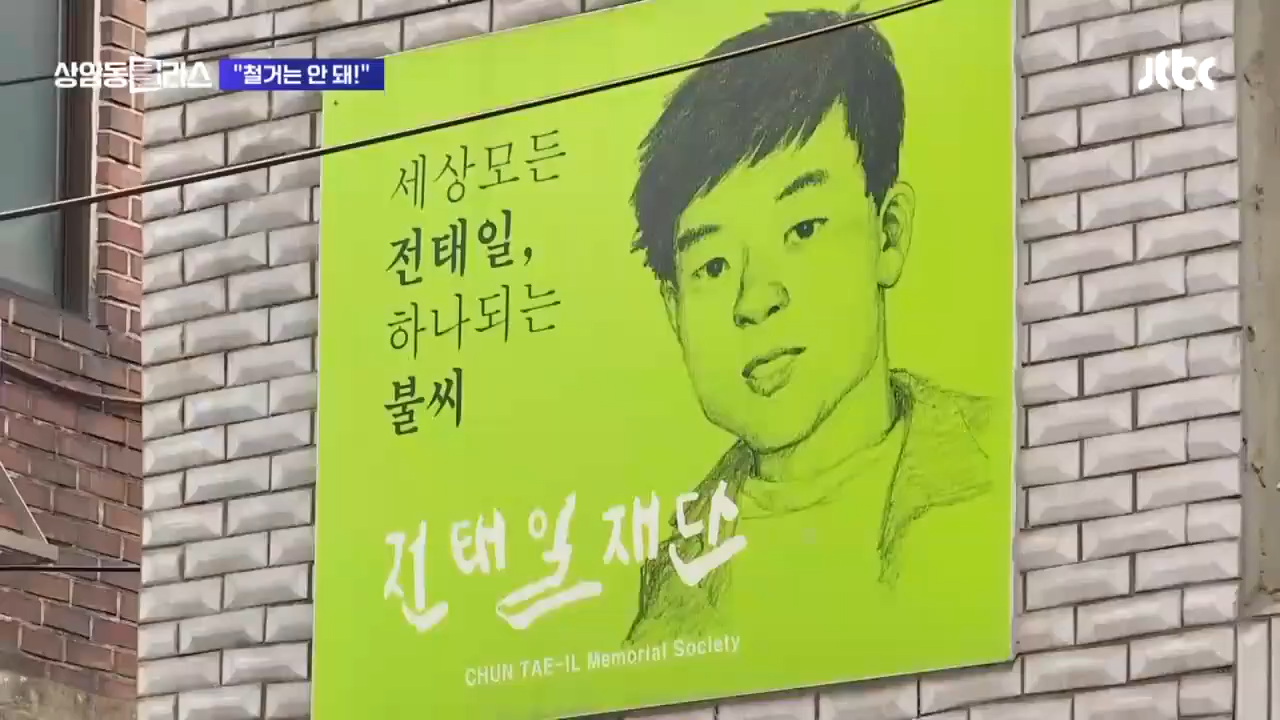 상암동클라스
"철거는 안 돼!"
jtbc
세상모든
전태일,
하나되는
불씨
전태일재단
CHUN TAE-IL Memorial Society